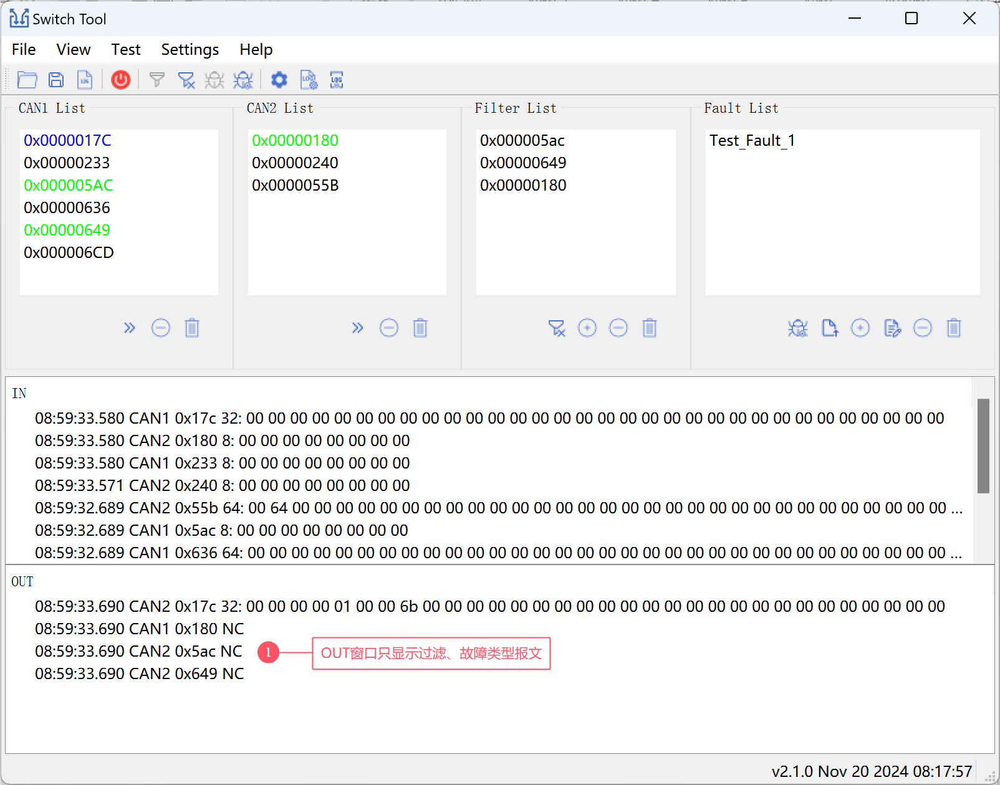 Switch Tool
File View Test Settings Help
CAN1 List
0x0000017C
0x00000233
0x000005AC
0x00000636
0x00000649
0x000006CD
CAN2 List
0x00000180
0x00000240
0x0000055B
Filter List
0x000005ac
0x00000649
0x00000180
Fault List
Test_Fault_1
IN
08:59:33.580 CAN1 0x17c 32: 00 00 00 00 00 00 00 00 00 00 00 00 00 00 00 00 00 00 00 00 00 00 00 00 00 00 00 00 00 00 00 00
08:59:33.580 CAN2 0x180 8: 00 00 00 00 00 00 00 00
08:59:33.580 CAN1 0x233 8: 00 00 00 00 00 00 00 00
08:59:33.571 CAN2 0x240 8: 00 00 00 00 00 00 00 00
08:59:32.689 CAN2 0x55b 64: 00 64 00 00 00 00 00 00 00 00 00 00 00 00 00 00 00 00 00 00 00 00 00 00 00 00 00 00 00 00 00 00 ...
08:59:32.689 CAN1 0x5ac 8: 00 00 00 00 00 00 00 00
08:59:32.689 CAN1 0x636 64: 00 00 00 00 00 00 00 00 00 00 00 00 00 00 00 00 00 00 00 00 00 00 00 00 00 00 00 00 00 00 00 00 ...
OUT
08:59:33.690 CAN2 0x17c 32: 00 00 00 00 01 00 00 6b 00 00 00 00 00 00 00 00 00 00 00 00 00 00 00 00 00 00 00 00 00 00 00 00
08:59:33.690 CAN1 0x180 NC
08:59:33.690 CAN2 0x5ac NC
1 OUT窗口只显示过滤、故障类型报文
08:59:33.690 CAN2 0x649 NC
v2.1.0 Nov 20 2024 08:17:57